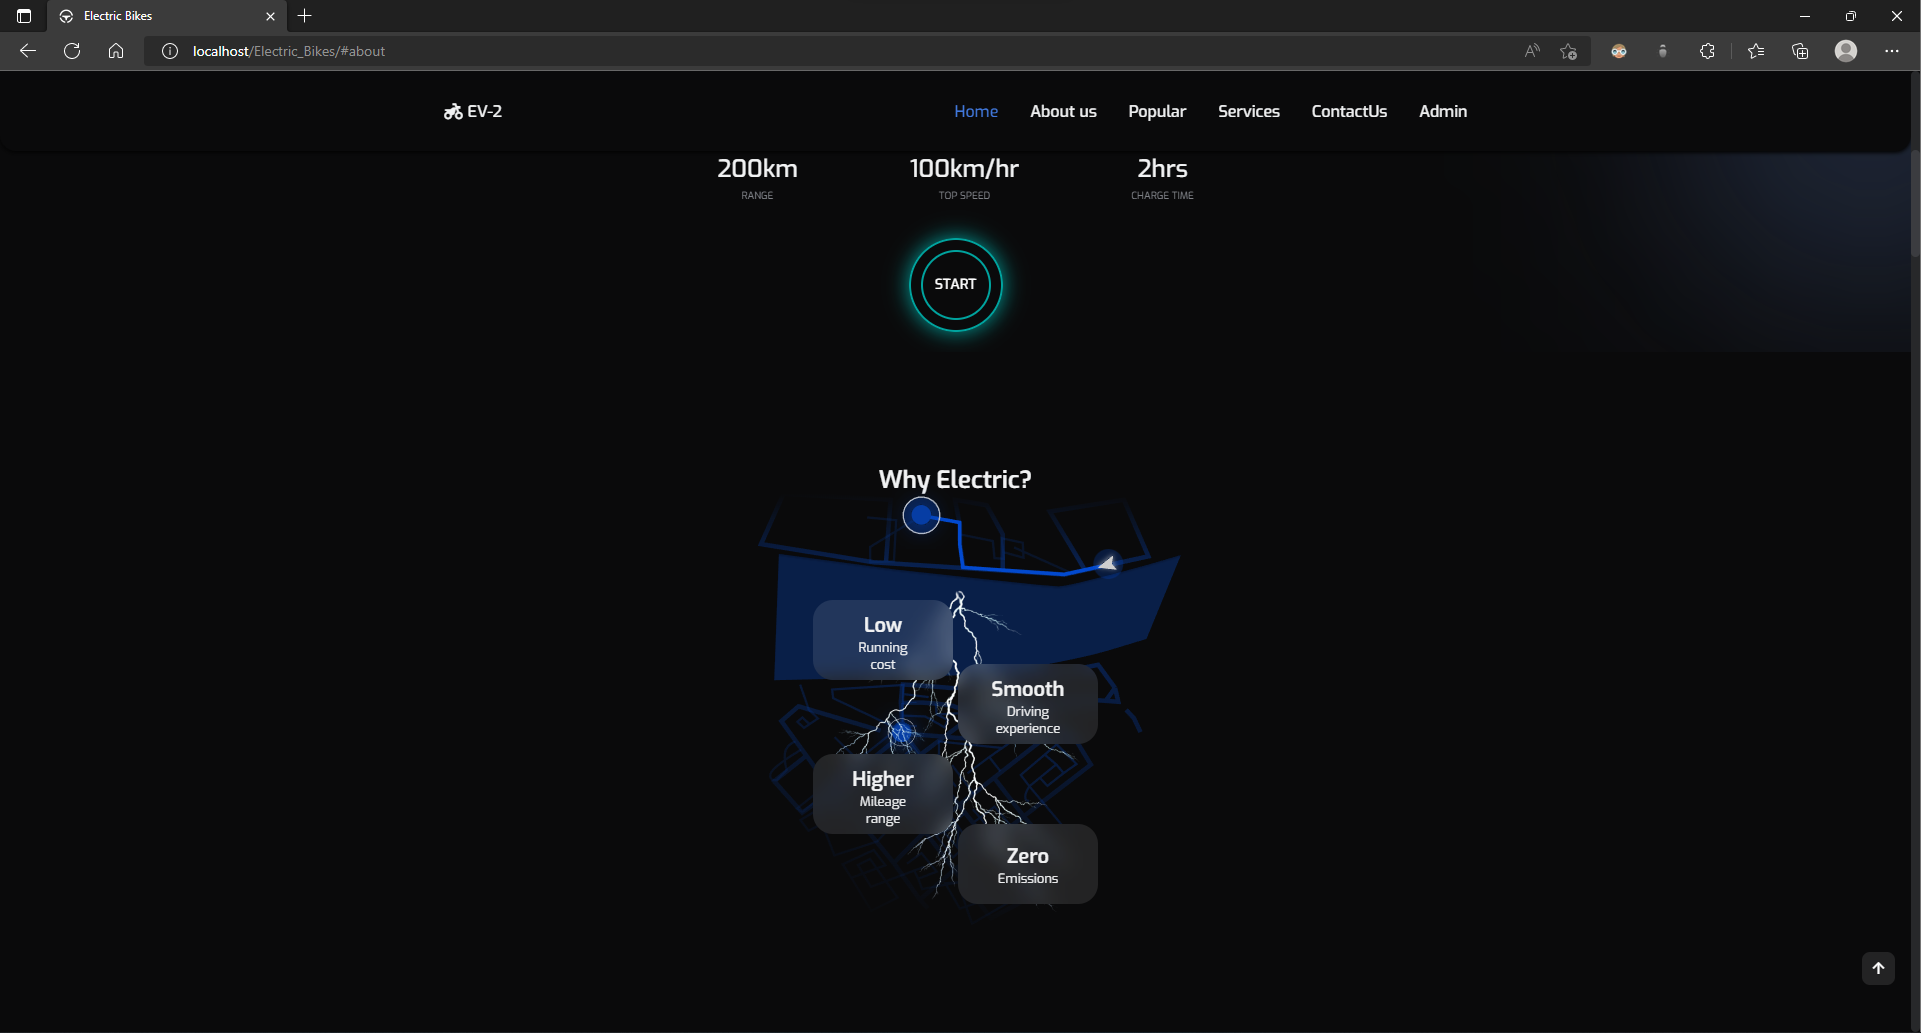 Electric Bikes
localhost/Electric_Bikes/#about
EV-2
Home
About us
Popular
Services
ContactUs
Admin
200km
RANGE
100km/hr
TOP SPEED
2hrs
CHARGE TIME
START
Why Electric?
Low
Running
cost
Smooth
Driving
experience
Higher
Mileage
range
Zero
Emissions